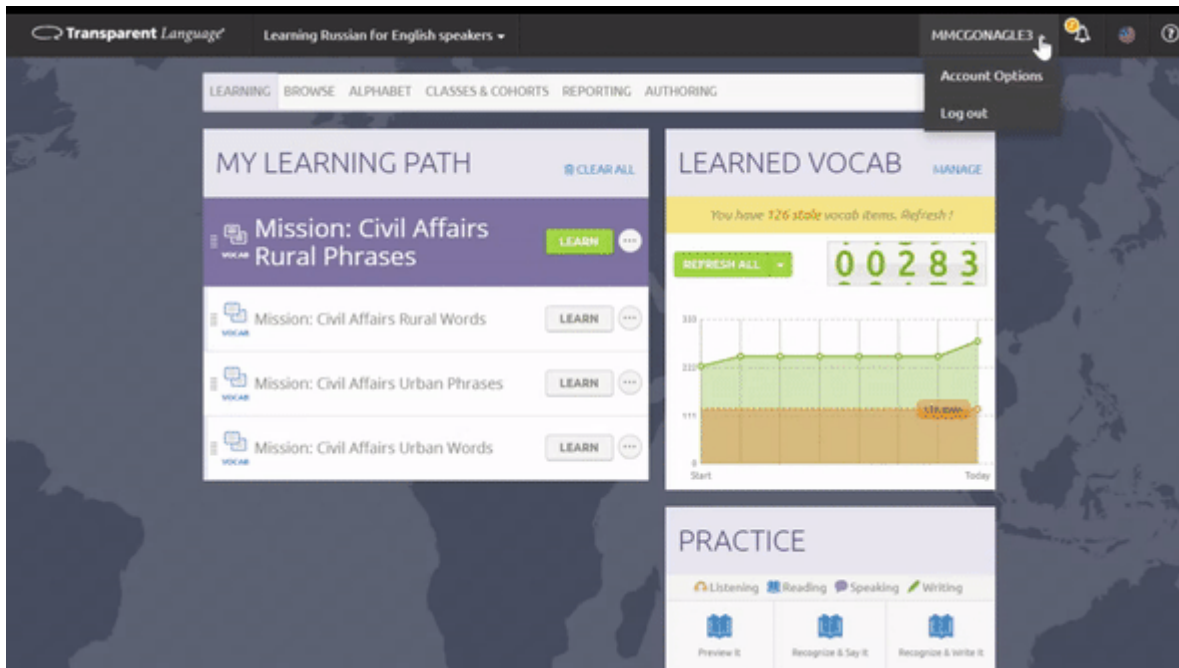 Transparent Language
Learning Russian for English speakers
MMCGONAGLE3
Account Options
Log out
LEARNING BROWSE ALPHABET CLASSES & COHORTS REPORTING AUTHORING
MY LEARNING PATH
CLEAR ALL
Mission: Civil Affairs
Rural Phrases
VOCAB
LEARN
Mission: Civil Affairs Rural Words
VOCAB
LEARN
Mission: Civil Affairs Urban Phrases
VOCAB
LEARN
Mission: Civil Affairs Urban Words
VOCAB
LEARN
LEARNED VOCAB
MANAGE
You have 126 stale vocab items. Refresh!
REFRESH ALL
00283
333
222
111
0
Start
Today
PRACTICE
Listening Reading Speaking Writing
Preview It
Recognize & Say It
Recognize & Write It